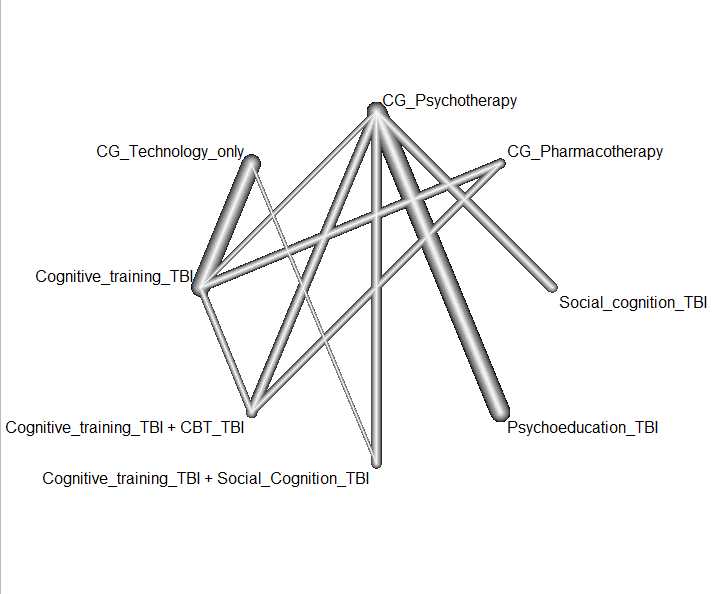 CG_Psychotherapy
CG_Technology_only
CG_Pharmacotherapy
Cognitive_training_TBI
Social_cognition_TBI
Cognitive_training_TBI + CBT_TBI
Psychoeducation_TBI
Cognitive_training_TBI + Social_Cognition_TBI